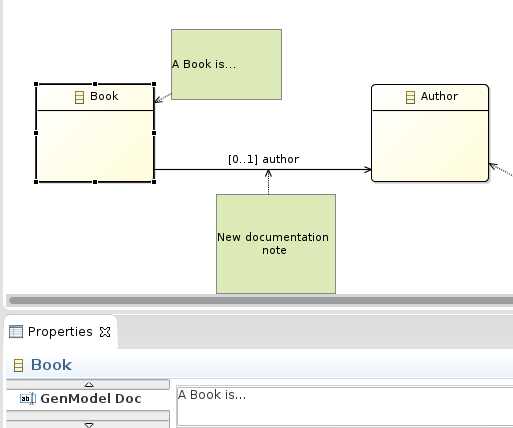 A Book is...
Book
Author
[0..1] author
New documentation
note
Properties
Book
GenModel Doc
A Book is...